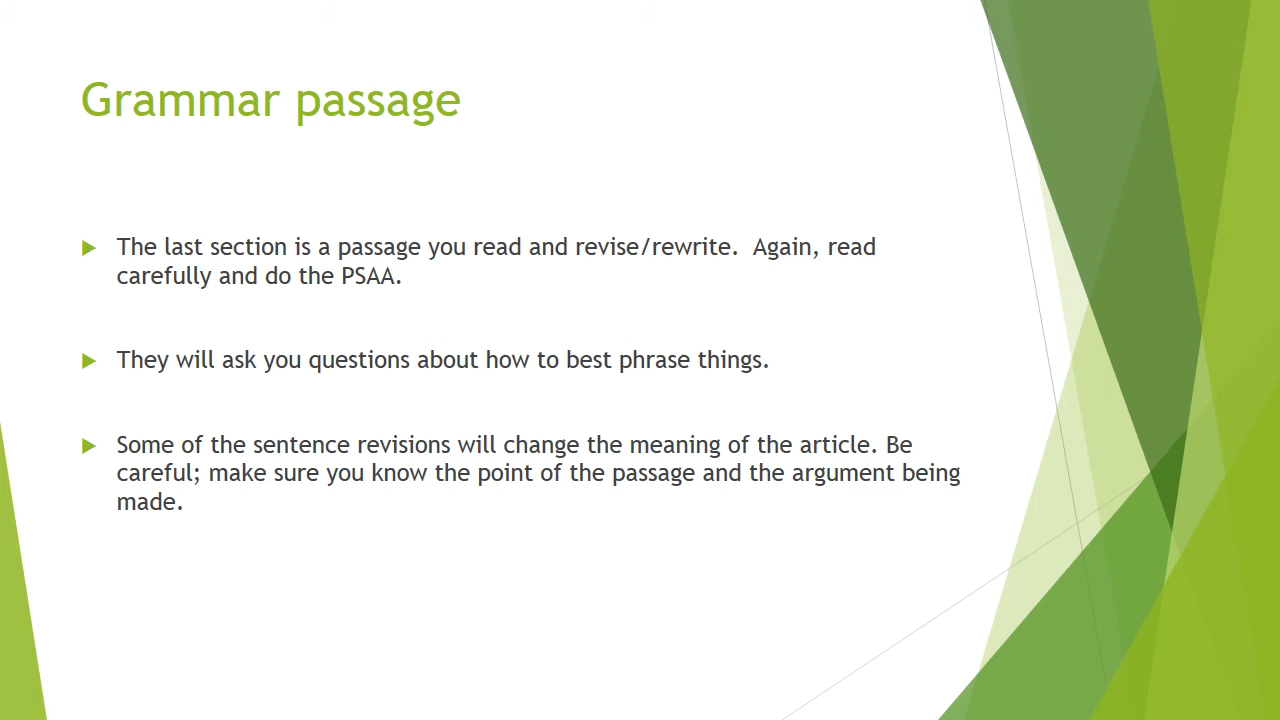 Grammar passage
The last section is a passage you read and revise/rewrite.  Again, read
carefully and do the PSAA.
They will ask you questions about how to best phrase things.
Some of the sentence revisions will change the meaning of the article. Be
careful; make sure you know the point of the passage and the argument being
made.